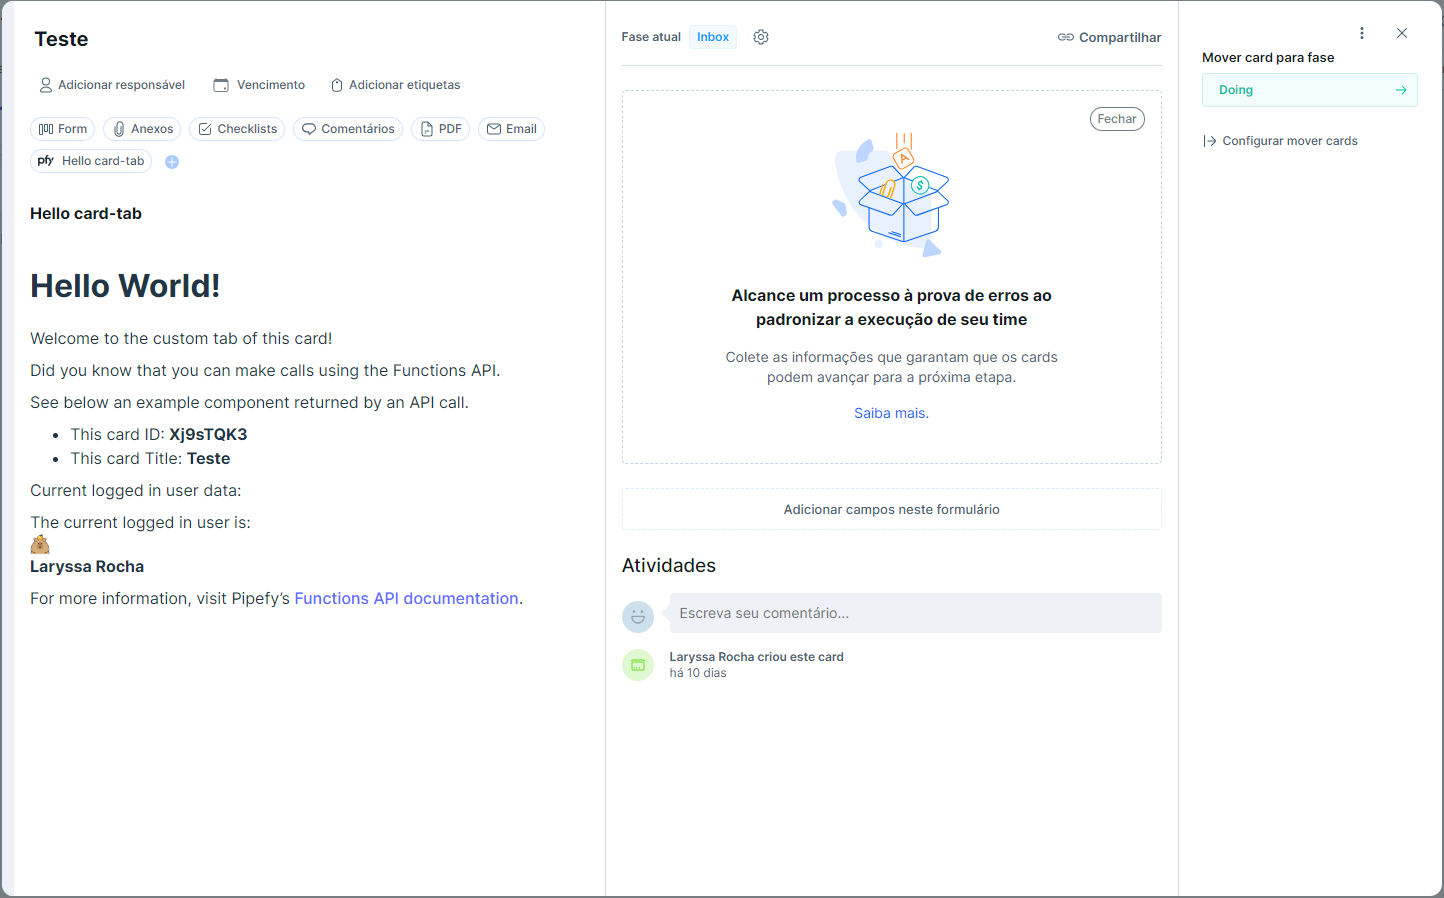 Teste
Adicionar responsável
Vencimento
Adicionar etiquetas
Form
Anexos
Checklists
Comentários
PDF
Email
pfy Hello card-tab
Hello card-tab
Hello World!
Welcome to the custom tab of this card!
Did you know that you can make calls using the Functions API.
See below an example component returned by an API call.
This card ID: Xj9sTQK3
This card Title: Teste
Current logged in user data:
The current logged in user is:
Laryssa Rocha
For more information, visit Pipefy’s Functions API documentation.
Fase atual Inbox
Compartilhar
Fechar
Alcance um processo à prova de erros ao
padronizar a execução de seu time
Colete as informações que garantam que os cards
podem avançar para a próxima etapa.
Saiba mais.
Adicionar campos neste formulário
Atividades
Escreva seu comentário...
Laryssa Rocha criou este card
há 10 dias
Mover card para fase
Doing
Configurar mover cards